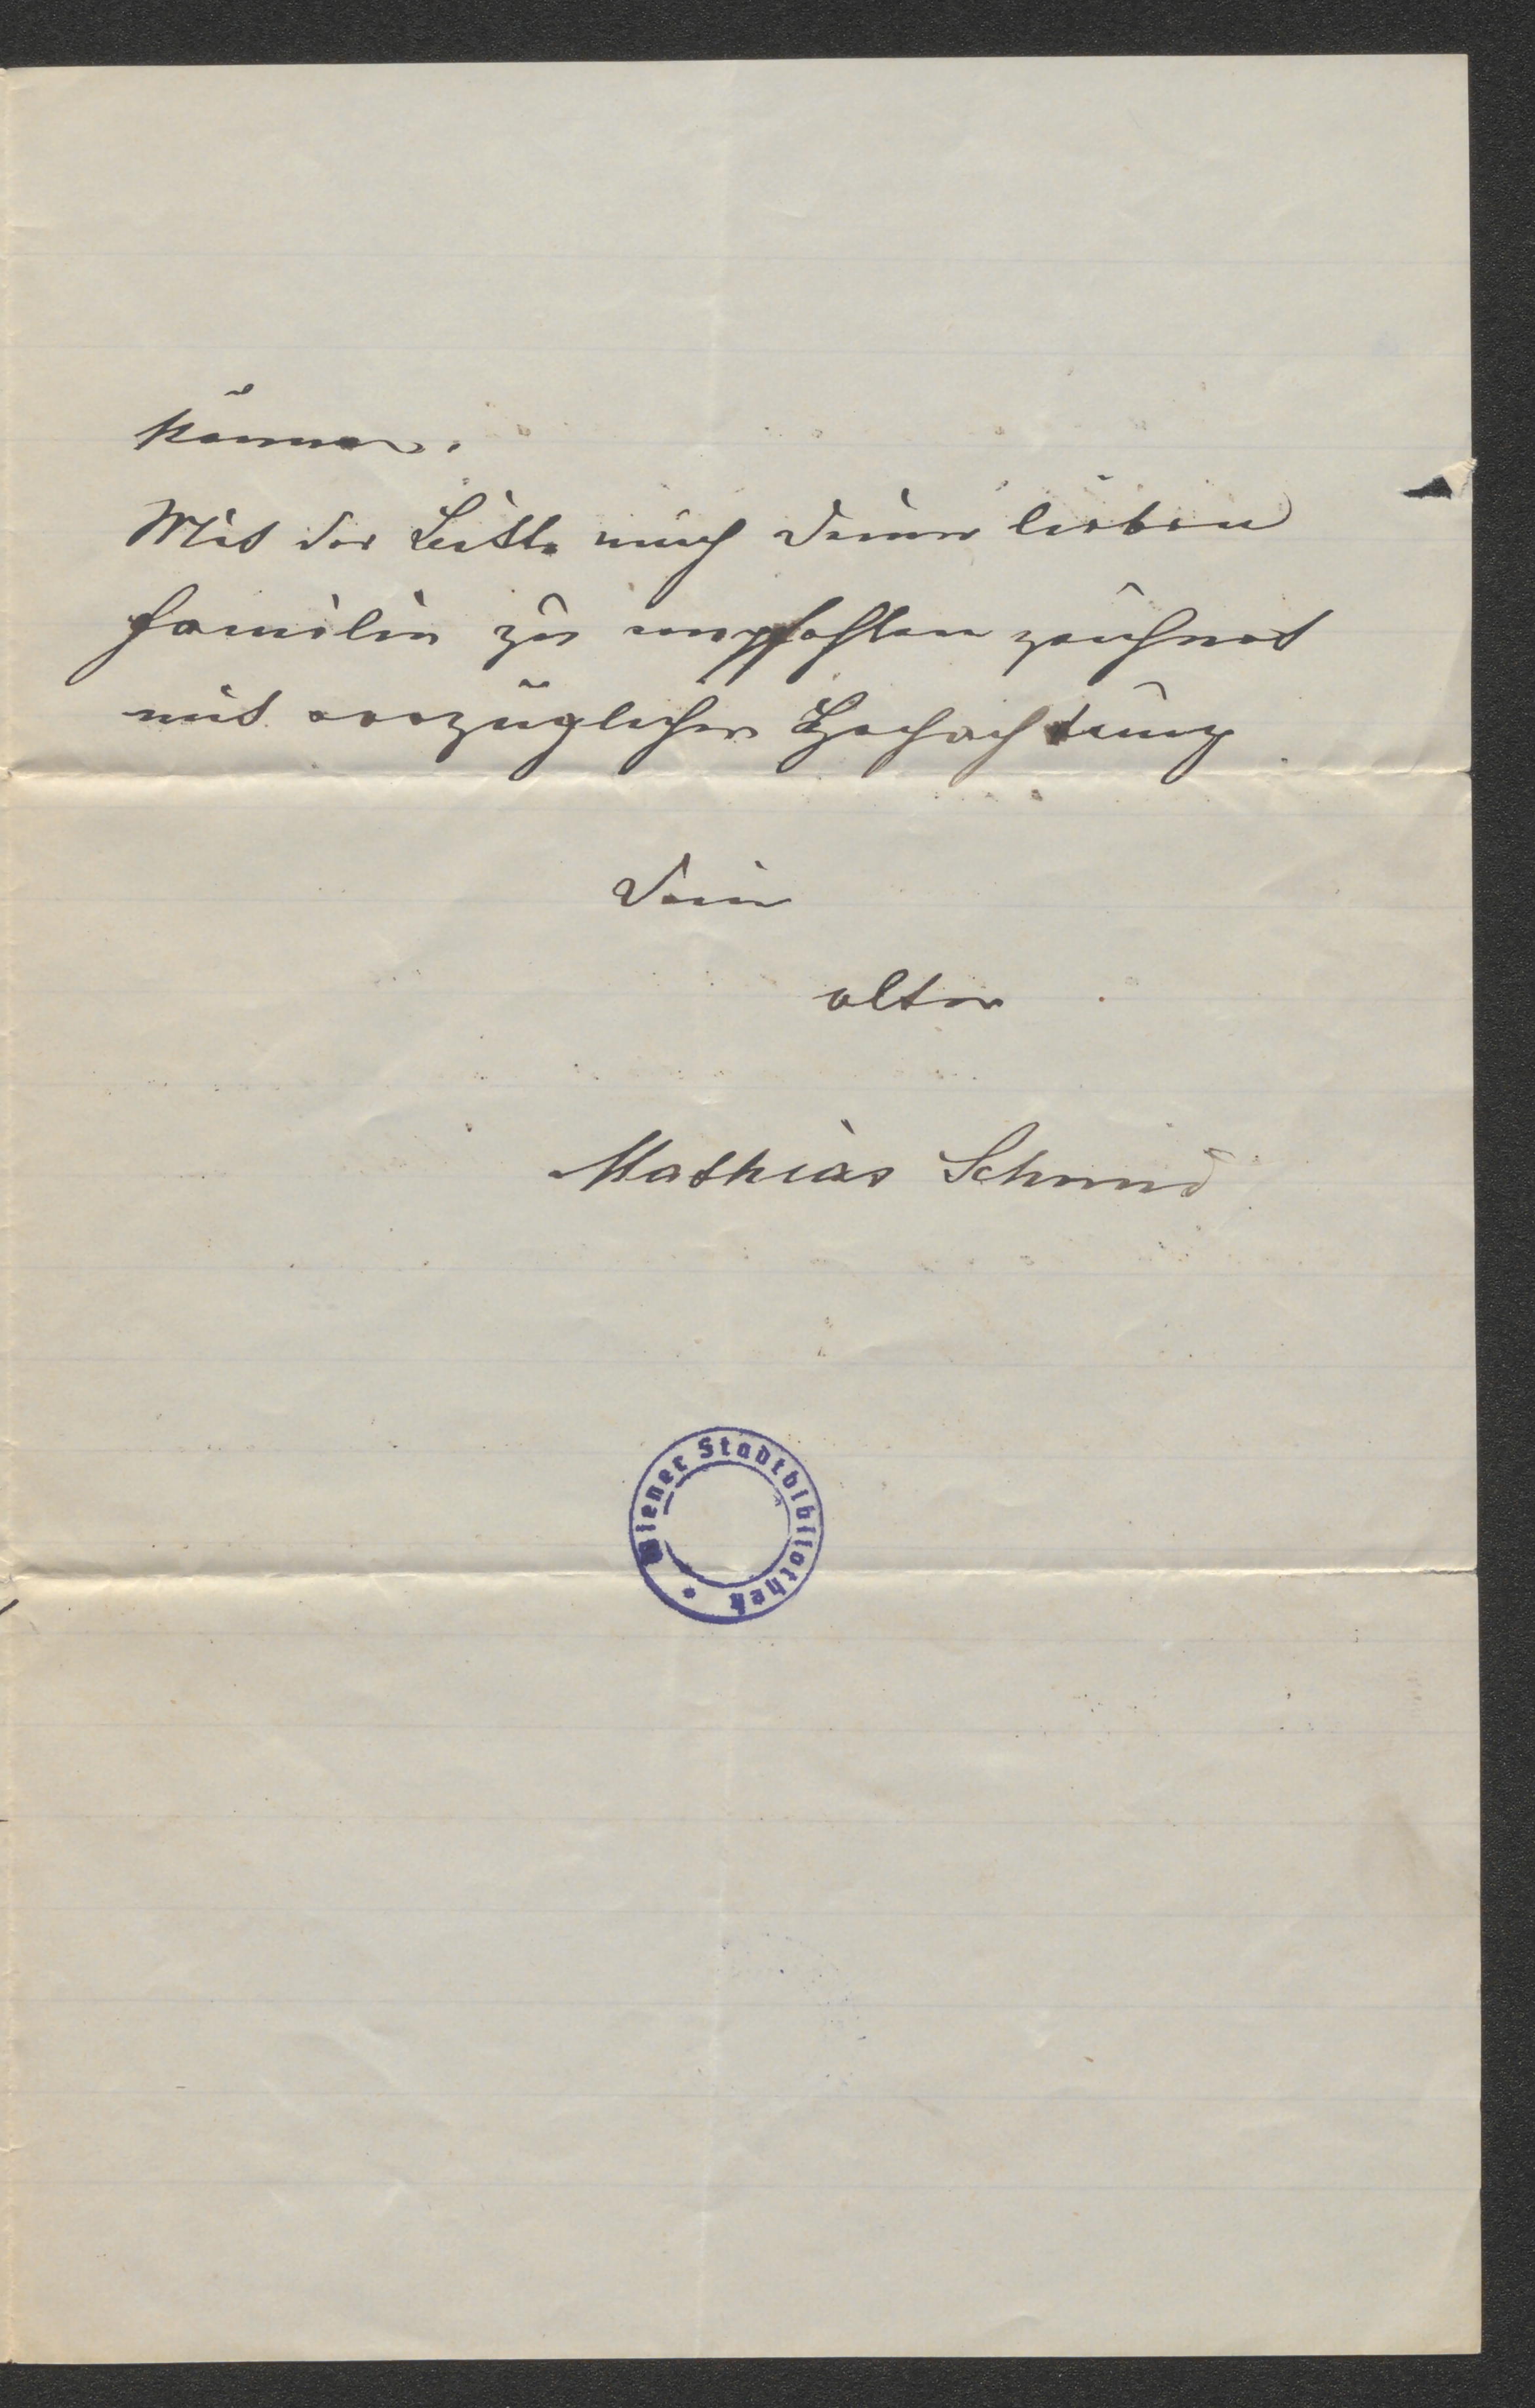 können.
Mit der Bitte mich Deiner lieben
Familie zu empfehlen zeichnet
mit vorzüglicher Hochachtung
Dein
alter
Mathias Schmid
Wiener Stadtbibliothek